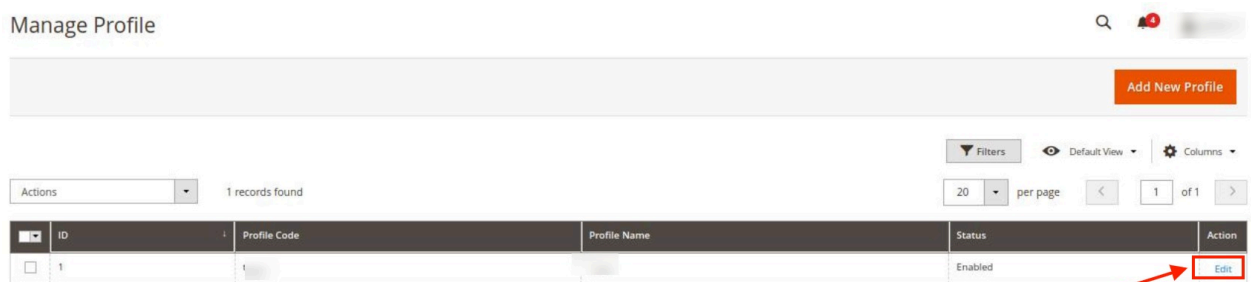 Manage Profile
4
Add New Profile
Filters
Default View
Columns
Actions
1 records found
20
per page
1
of 1
ID
Profile Code
Profile Name
Status
Action
1
Enabled
Edit